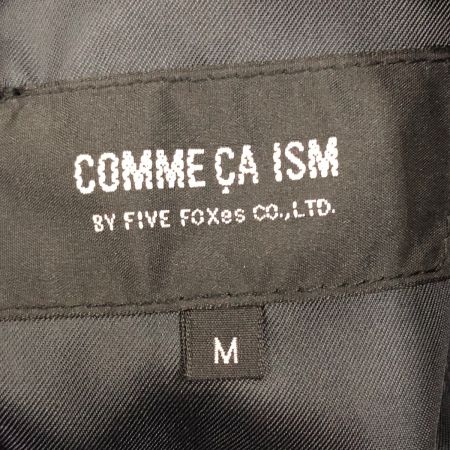 COMME ÇA ISM
BY FIVE FOXes CO.,LTD.
M